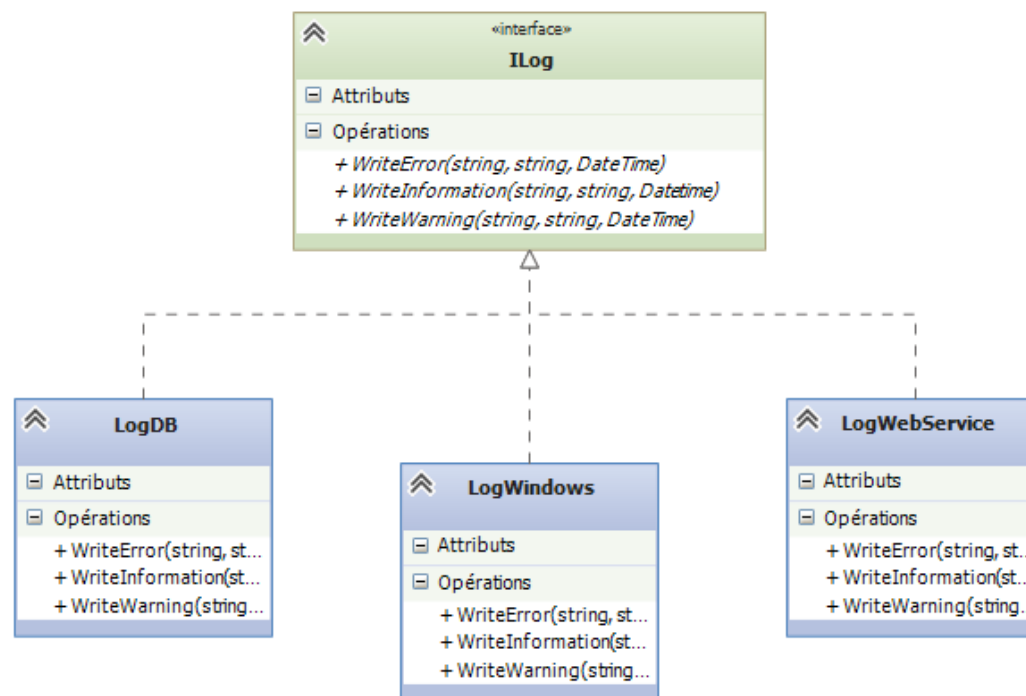 «interface»
ILog
Attributs
Opérations
+ WriteError(string, string, DateTime)
+ WriteInformation(string, string, Datetime)
+ WriteWarning(string, string, DateTime)
LogDB
Attributs
Opérations
+ WriteError(string, st...
+ WriteInformation(st...
+ WriteWarning(string...
LogWindows
Attributs
Opérations
+ WriteError(string, st...
+ WriteInformation(st...
+ WriteWarning(string...
LogWebService
Attributs
Opérations
+ WriteError(string, st...
+ WriteInformation(st...
+ WriteWarning(string...